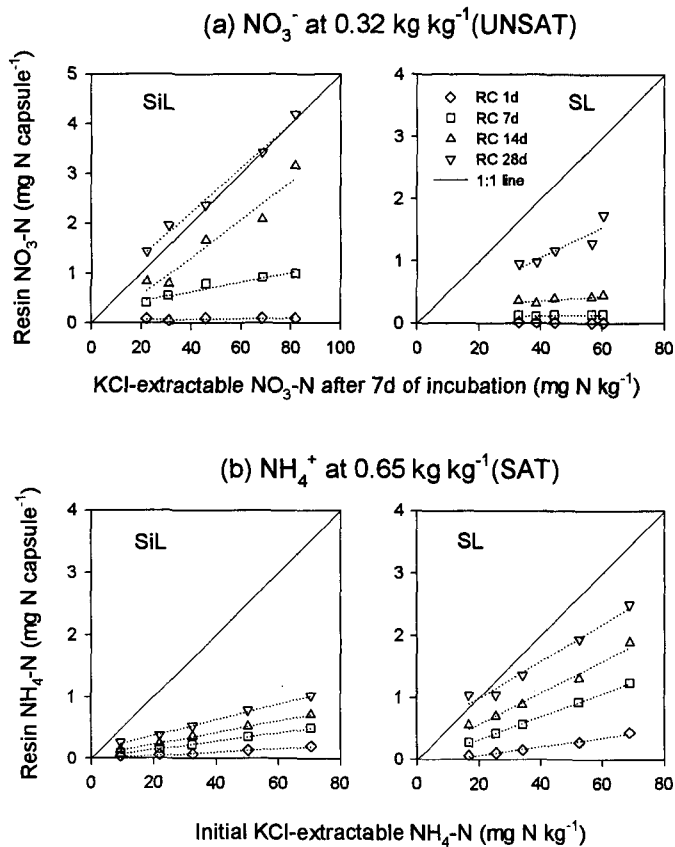 (a) NO₃⁻ at 0.32 kg kg⁻¹(UNSAT)
Resin NO₃-N (mg N capsule⁻¹)
5
4
3
2
1
0
SiL
0 20 40 60 80 100
4
3
2
1
0
SL
RC 1d
RC 7d
RC 14d
RC 28d
1:1 line
0 20 40 60 80
KCl-extractable NO₃-N after 7d of incubation (mg N kg⁻¹)
(b) NH₄⁺ at 0.65 kg kg⁻¹(SAT)
Resin NH₄-N (mg N capsule⁻¹)
4
3
2
1
0
SiL
0 20 40 60 80
4
3
2
1
0
SL
0 20 40 60 80
Initial KCl-extractable NH₄-N (mg N kg⁻¹)